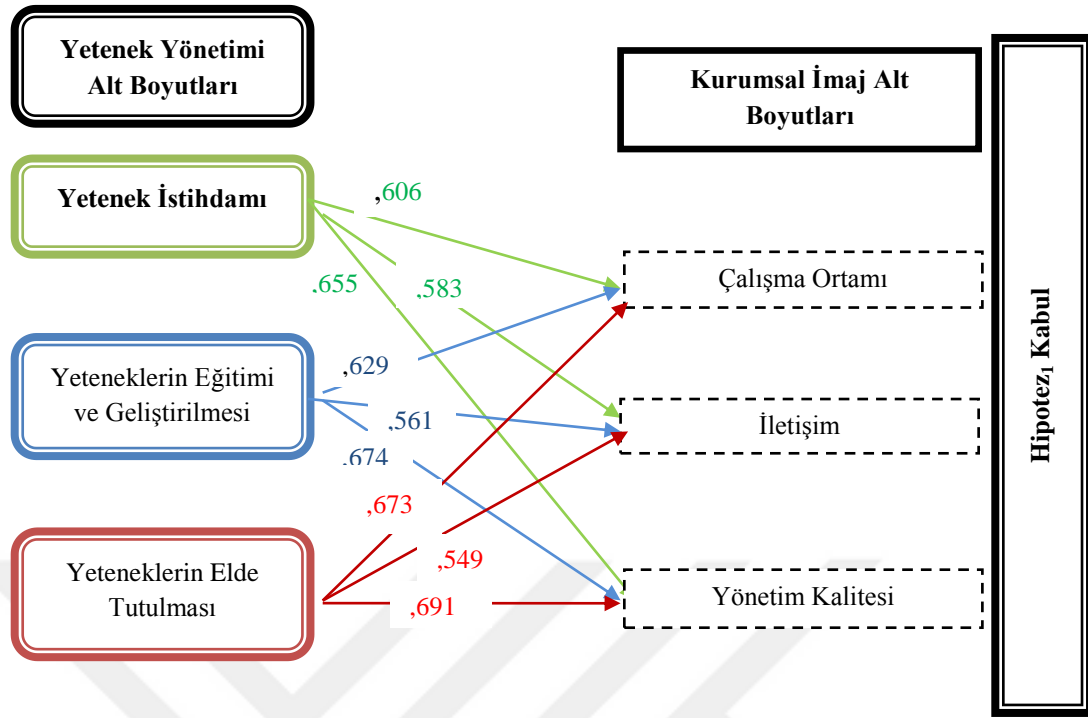 Yetenek Yönetimi
Alt Boyutları
Kurumsal İmaj Alt
Boyutları
Yetenek İstihdamı
,606
,655
,583
Çalışma Ortamı
Yeteneklerin Eğitimi
ve Geliştirilmesi
,629
,561
,674
İletişim
Yeteneklerin Elde
Tutulması
,673
,549
,691
Yönetim Kalitesi
Hipotez₁ Kabul